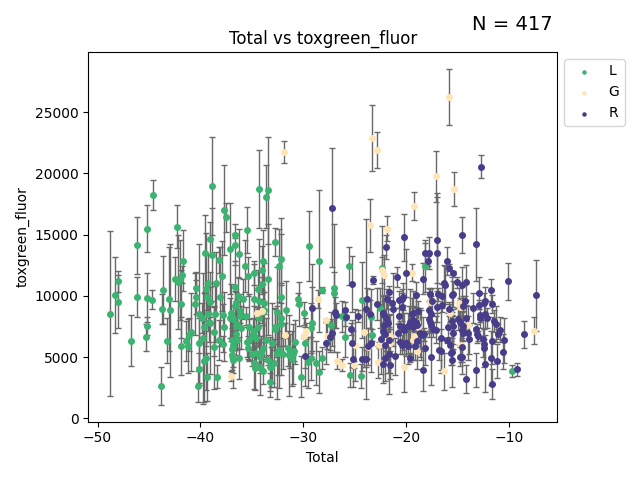 N = 417
Total vs toxgreen_fluor
L
G
R
toxgreen_fluor
25000
20000
15000
10000
5000
0
−50
−40
−30
−20
−10
Total